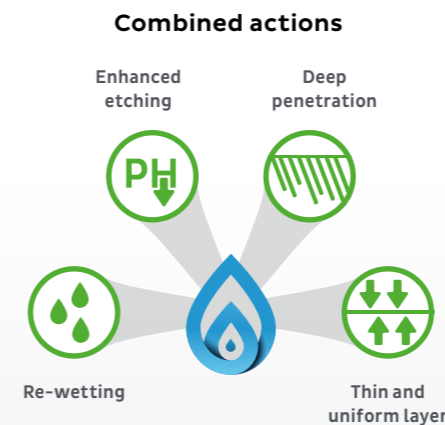 Combined actions
Enhanced
etching
Deep
penetration
PH
Re-wetting
Thin and
uniform layer